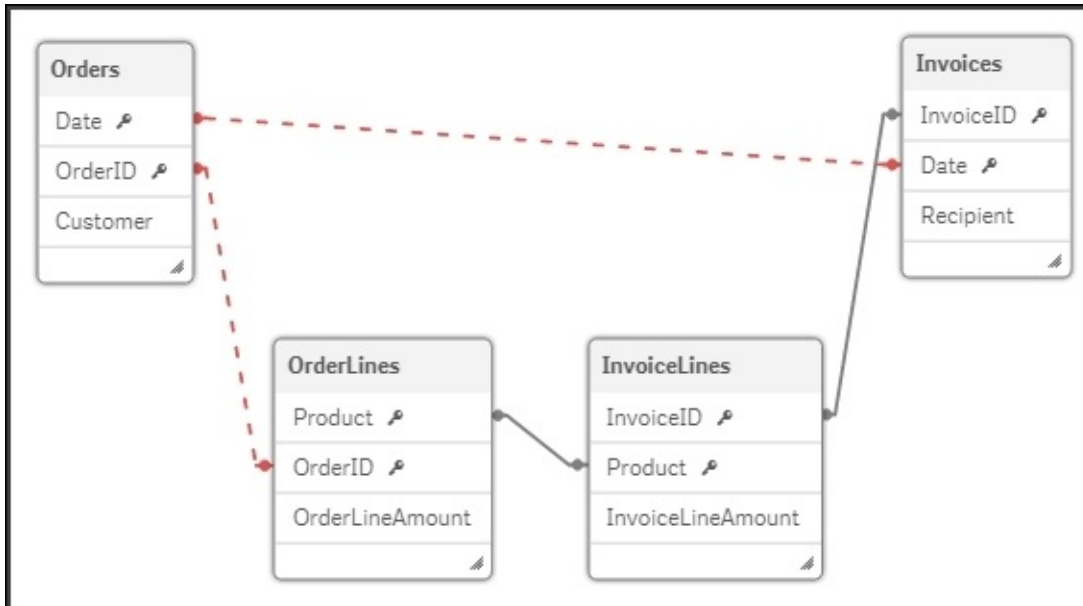 Orders
Date
OrderID
Customer
Invoices
InvoiceID
Date
Recipient
OrderLines
Product
OrderID
OrderLineAmount
InvoiceLines
InvoiceID
Product
InvoiceLineAmount